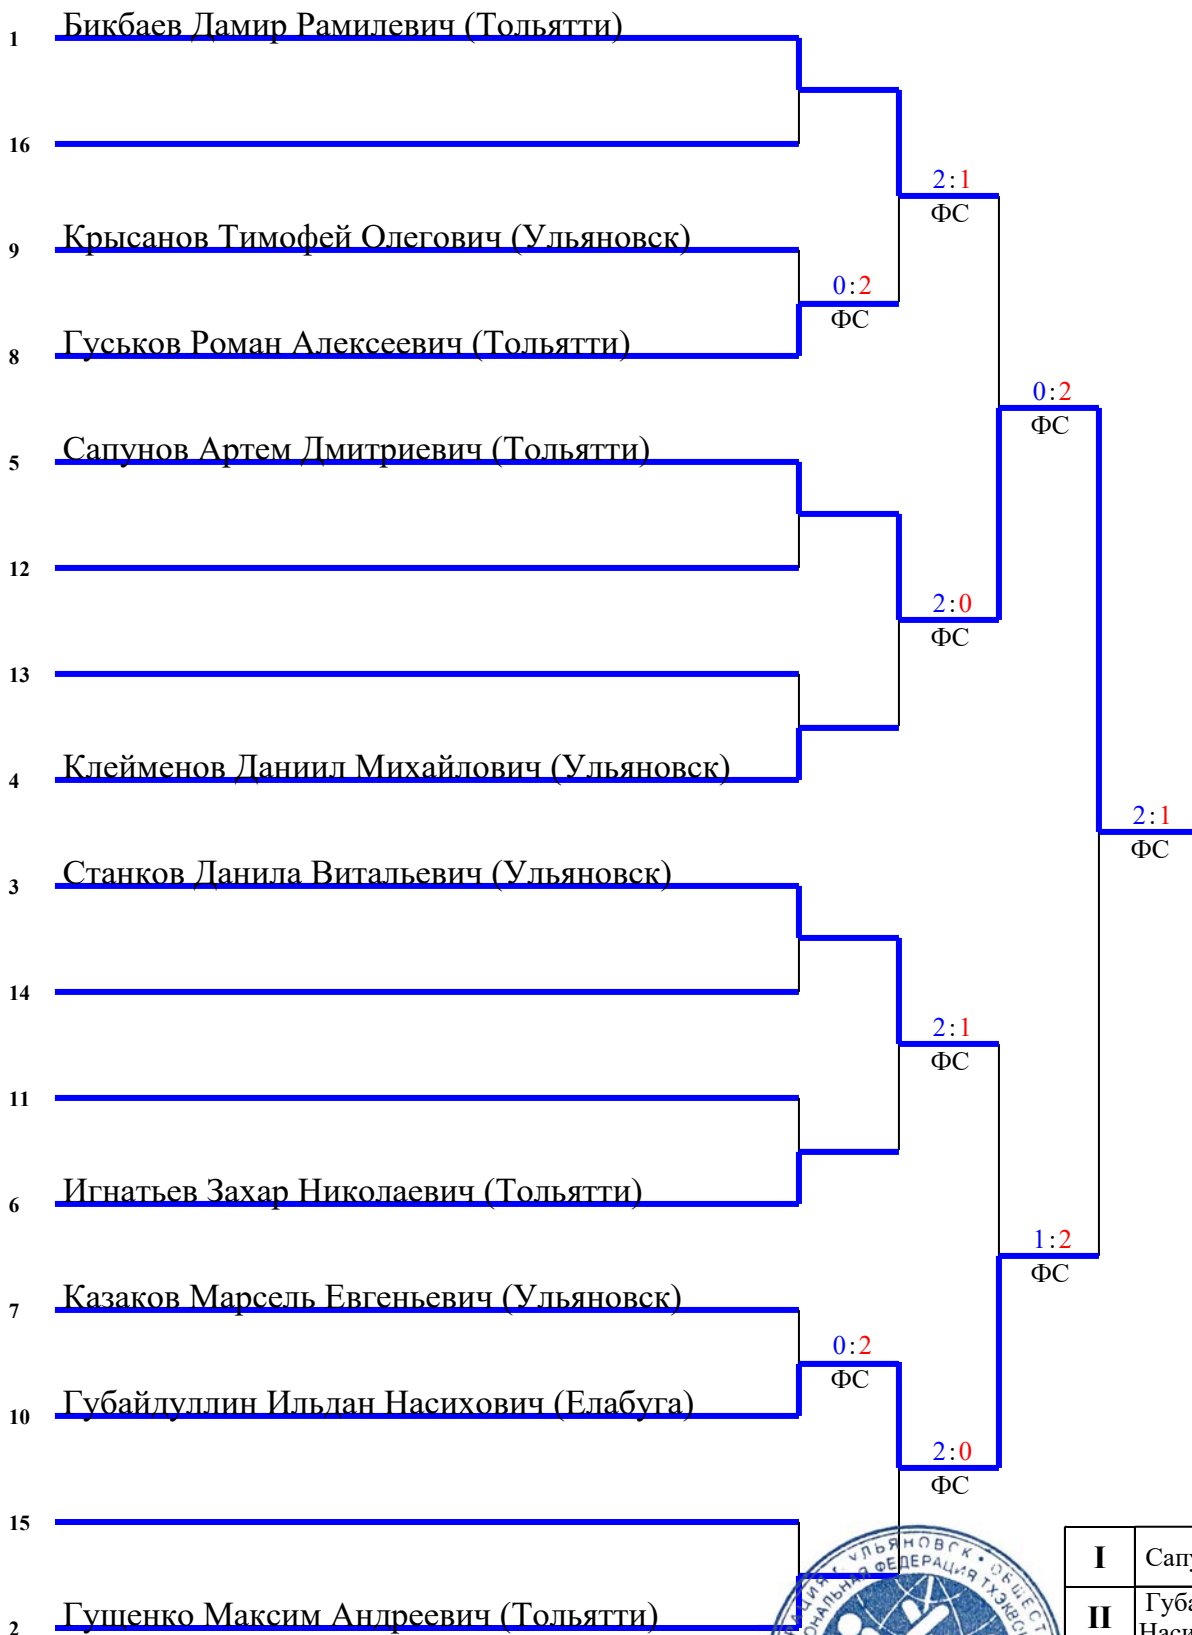 1 Бикбаев Дамир Рамилевич (Тольятти)
16
2:1
ФС
9 Крысанов Тимофей Олегович (Ульяновск)
0:2
ФС
8 Гуськов Роман Алексеевич (Тольятти)
0:2
ФС
5 Сапунов Артем Дмитриевич (Тольятти)
12
2:0
ФС
13
4 Клейменов Даниил Михайлович (Ульяновск)
2:1
ФС
3 Станков Данила Витальевич (Ульяновск)
14
2:1
ФС
11
6 Игнатьев Захар Николаевич (Тольятти)
1:2
ФС
7 Казаков Марсель Евгеньевич (Ульяновск)
0:2
ФС
10 Губайдуллин Ильдан Насихович (Елабуга)
2:0
ФС
15
I
II
2 Гущенко Максим Андреевич (Тольятти)